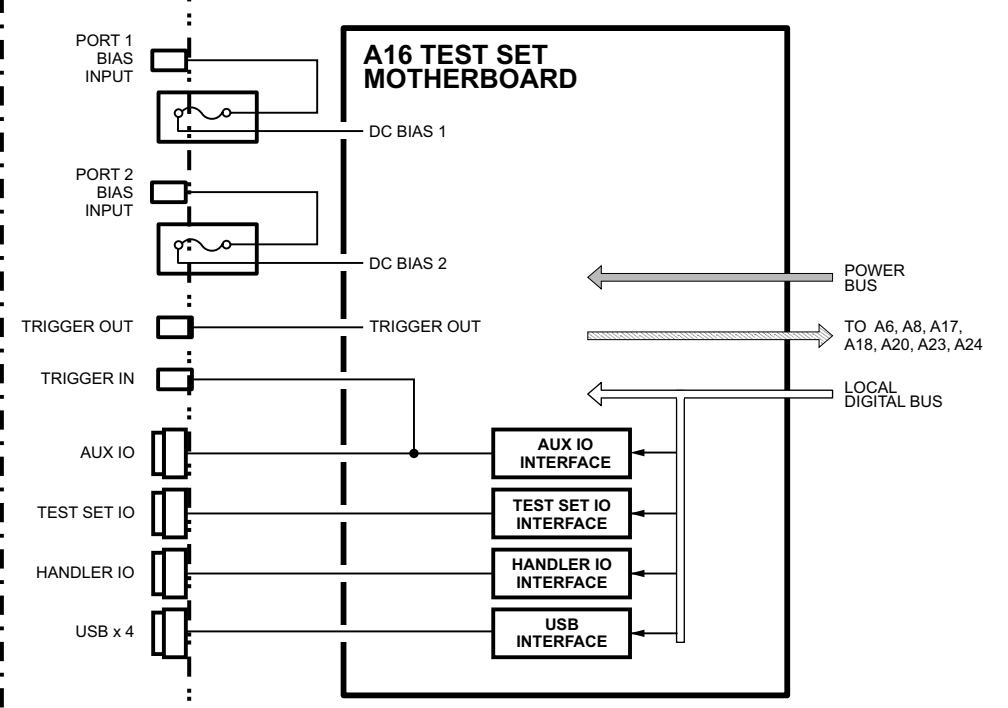 PORT 1
BIAS
INPUT
A16 TEST SET
MOTHERBOARD
DC BIAS 1
PORT 2
BIAS
INPUT
DC BIAS 2
POWER
BUS
TRIGGER OUT
TRIGGER OUT
TO A6, A8, A17,
A18, A20, A23, A24
TRIGGER IN
LOCAL
DIGITAL BUS
AUX IO
AUX IO
INTERFACE
TEST SET IO
TEST SET IO
INTERFACE
HANDLER IO
HANDLER IO
INTERFACE
USB x 4
USB
INTERFACE